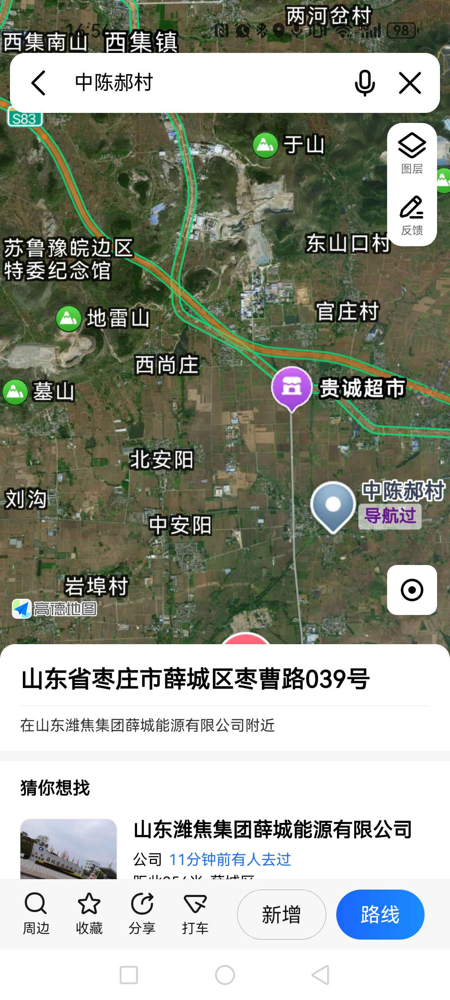 两河岔村
16:56
5G
98
西集南山
西集镇
中陈郝村
S83
于山
图层
反馈
苏鲁豫皖边区
特委纪念馆
东山口村
官庄村
地雷山
西尚庄
墓山
贵诚超市
北安阳
刘沟
中陈郝村
导航过
中安阳
岩埠村
高德地图
山东省枣庄市薛城区枣曹路039号
在山东潍焦集团薛城能源有限公司附近
猜你想找
山东潍焦集团薛城能源有限公司
公司 11分钟前有人去过
周边
收藏
分享
打车
新增
路线